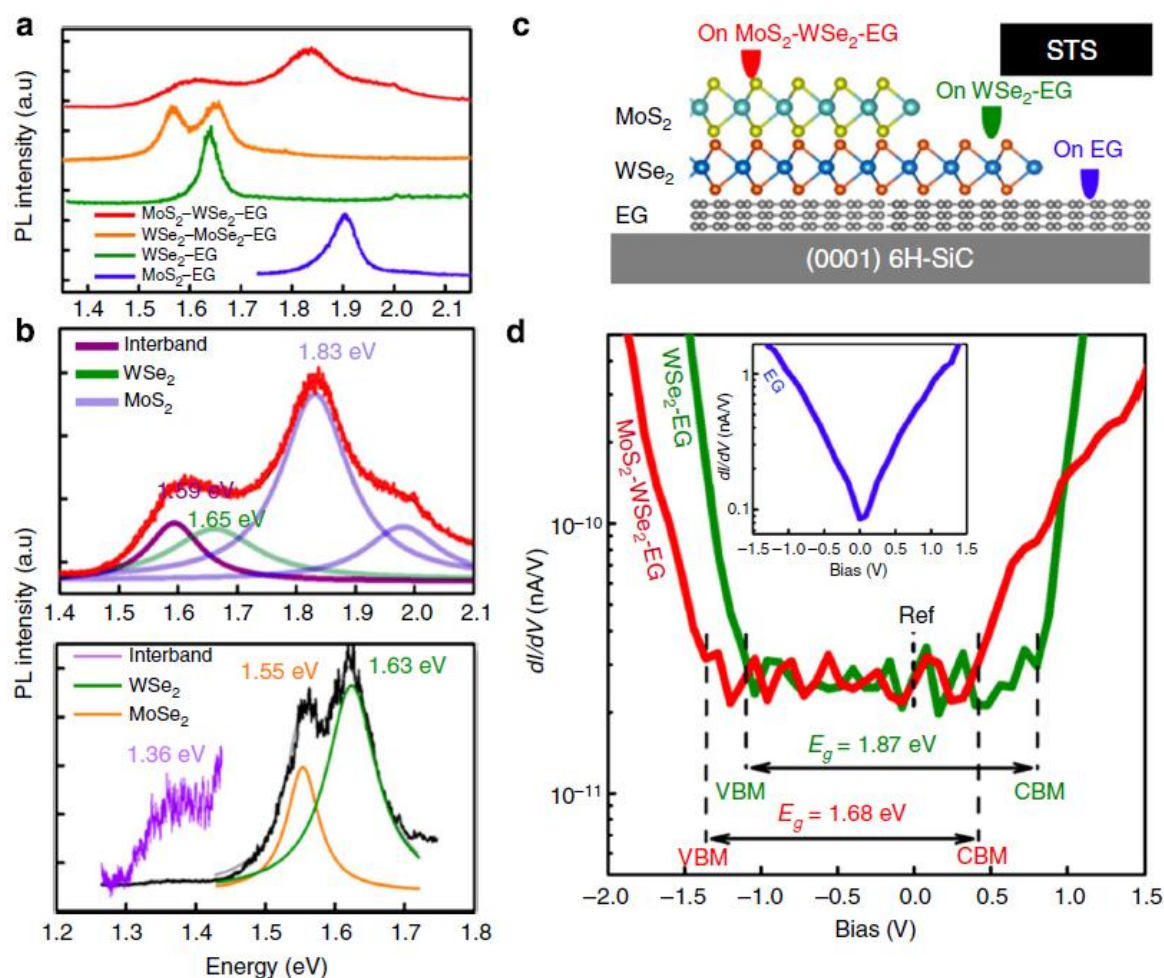 a
PL intensity (a.u)
MoS₂–WSe₂–EG
WSe₂–MoSe₂–EG
WSe₂–EG
MoS₂–EG
1.4 1.5 1.6 1.7 1.8 1.9 2.0 2.1
b
PL intensity (a.u)
Interband
WSe₂
MoS₂
1.83 eV
1.59 eV
1.65 eV
1.4 1.5 1.6 1.7 1.8 1.9 2.0 2.1
Interband
WSe₂
MoSe₂
1.55 eV
1.63 eV
1.36 eV
1.2 1.3 1.4 1.5 1.6 1.7 1.8
Energy (eV)
c
On MoS₂-WSe₂-EG
STS
On WSe₂-EG
On EG
MoS₂
WSe₂
EG
(0001) 6H-SiC
d
dI/dV (nA/V)
10⁻¹⁰
10⁻¹¹
MoS₂-WSe₂-EG
WSe₂-EG
EG
dI/dV (nA/V)
1
0.1
–1.5 –1.0 –0.5 0.0 0.5 1.0 1.5
Bias (V)
Ref
E_g = 1.87 eV
VBM
CBM
E_g = 1.68 eV
VBM
CBM
–2.0 –1.5 –1.0 –0.5 0.0 0.5 1.0 1.5
Bias (V)